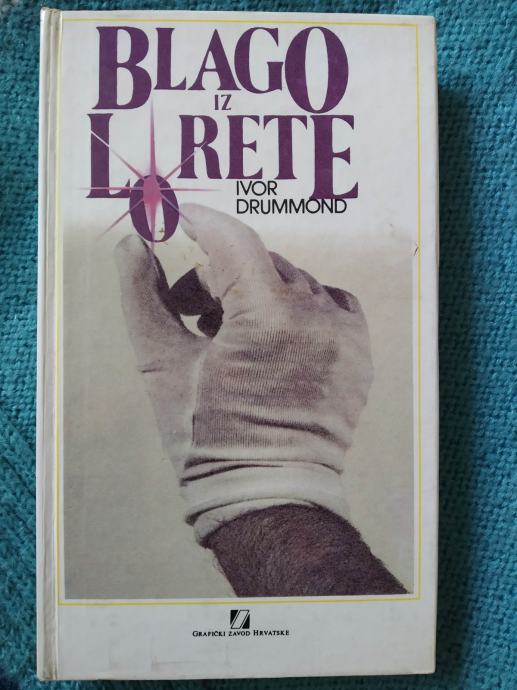 BLAGO
IZ
LORETE
IVOR
DRUMMOND
GRAFIČKI ZAVOD HRVATSKE